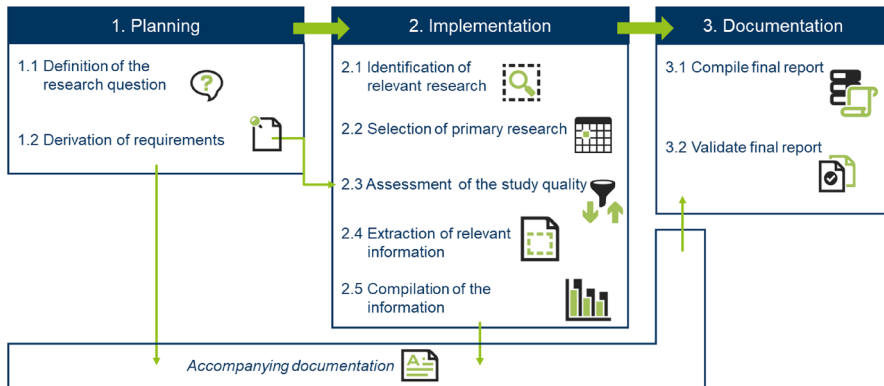 1. Planning
1.1 Definition of the
research question
1.2 Derivation of requirements
2. Implementation
2.1 Identification of
relevant research
2.2 Selection of primary research
2.3 Assessment of the study quality
2.4 Extraction of relevant
information
2.5 Compilation of the
information
3. Documentation
3.1 Compile final report
3.2 Validate final report
Accompanying documentation